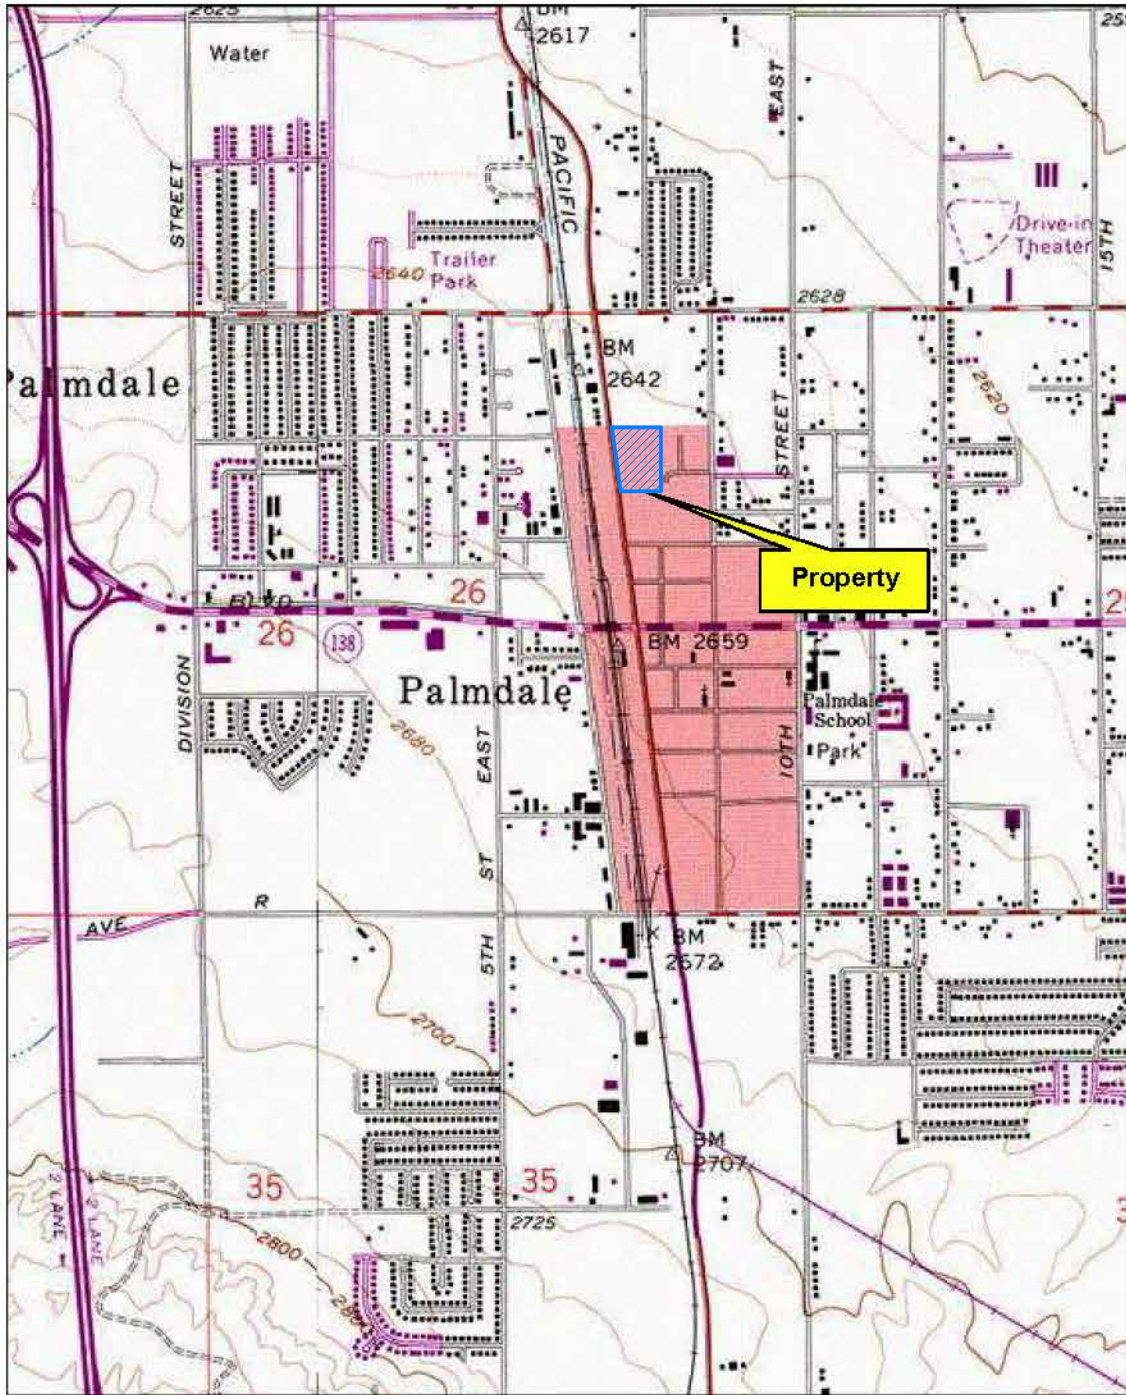 2625
BM
2617
Water
EAST
PACIFIC
STREET
15TH
Drive-in
Theater
Trailer
Park
2640
2628
BM
2642
Palmdale
2620
STREET
Property
26
BLVD
26
138
BM 2659
DIVISION
Palmdale
Palmdale
School
Park
2680
EAST
10TH
ST
R
AVE
5TH
BM
2672
2700
BM
2707
35
35
2 LANE
2 LANE
2725
2800